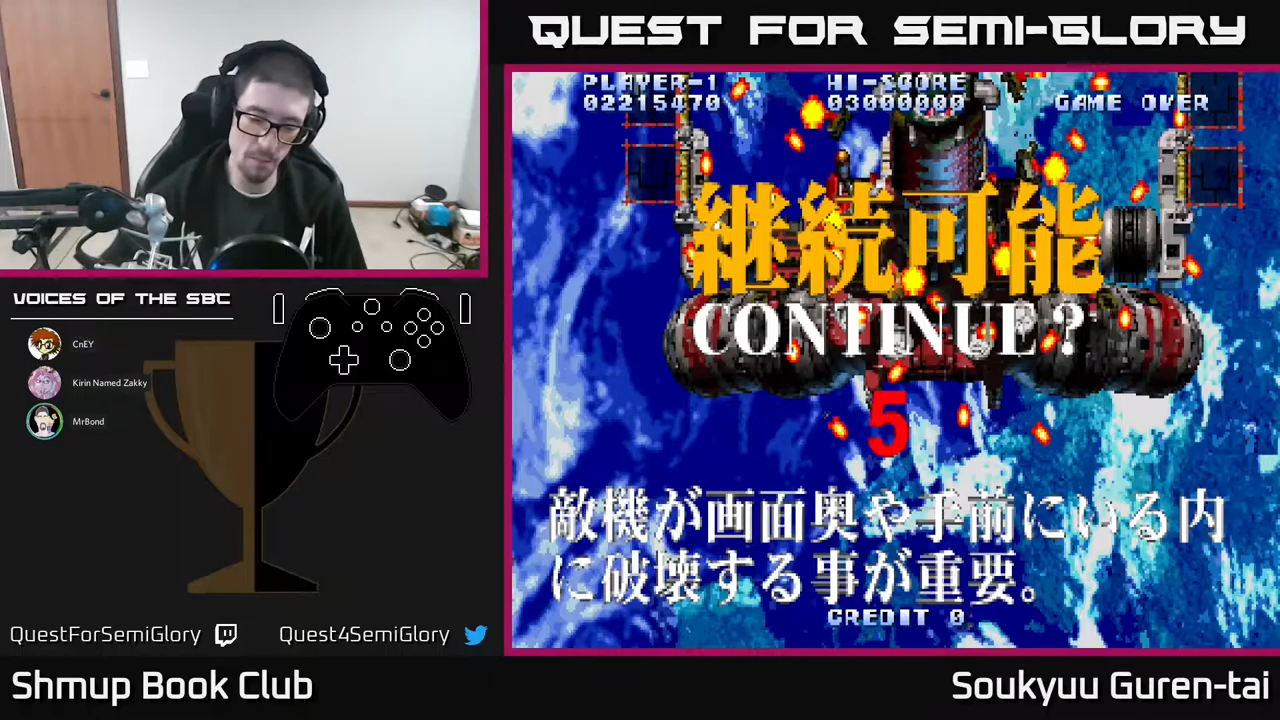 QUEST FOR SEMI-GLORY
PLAYER-1
02215470
HI-SCORE
03000000
GAME OVER
継続可能
CONTINUE?
5
敵機が画面奥や手前にいる内
に破壊する事が重要。
CREDIT 0
VOICES OF THE SBC
CnEY
Kirin Named Zakky
MrBond
QuestForSemiGlory
Quest4SemiGlory
Shmup Book Club
Soukyuu Guren-tai